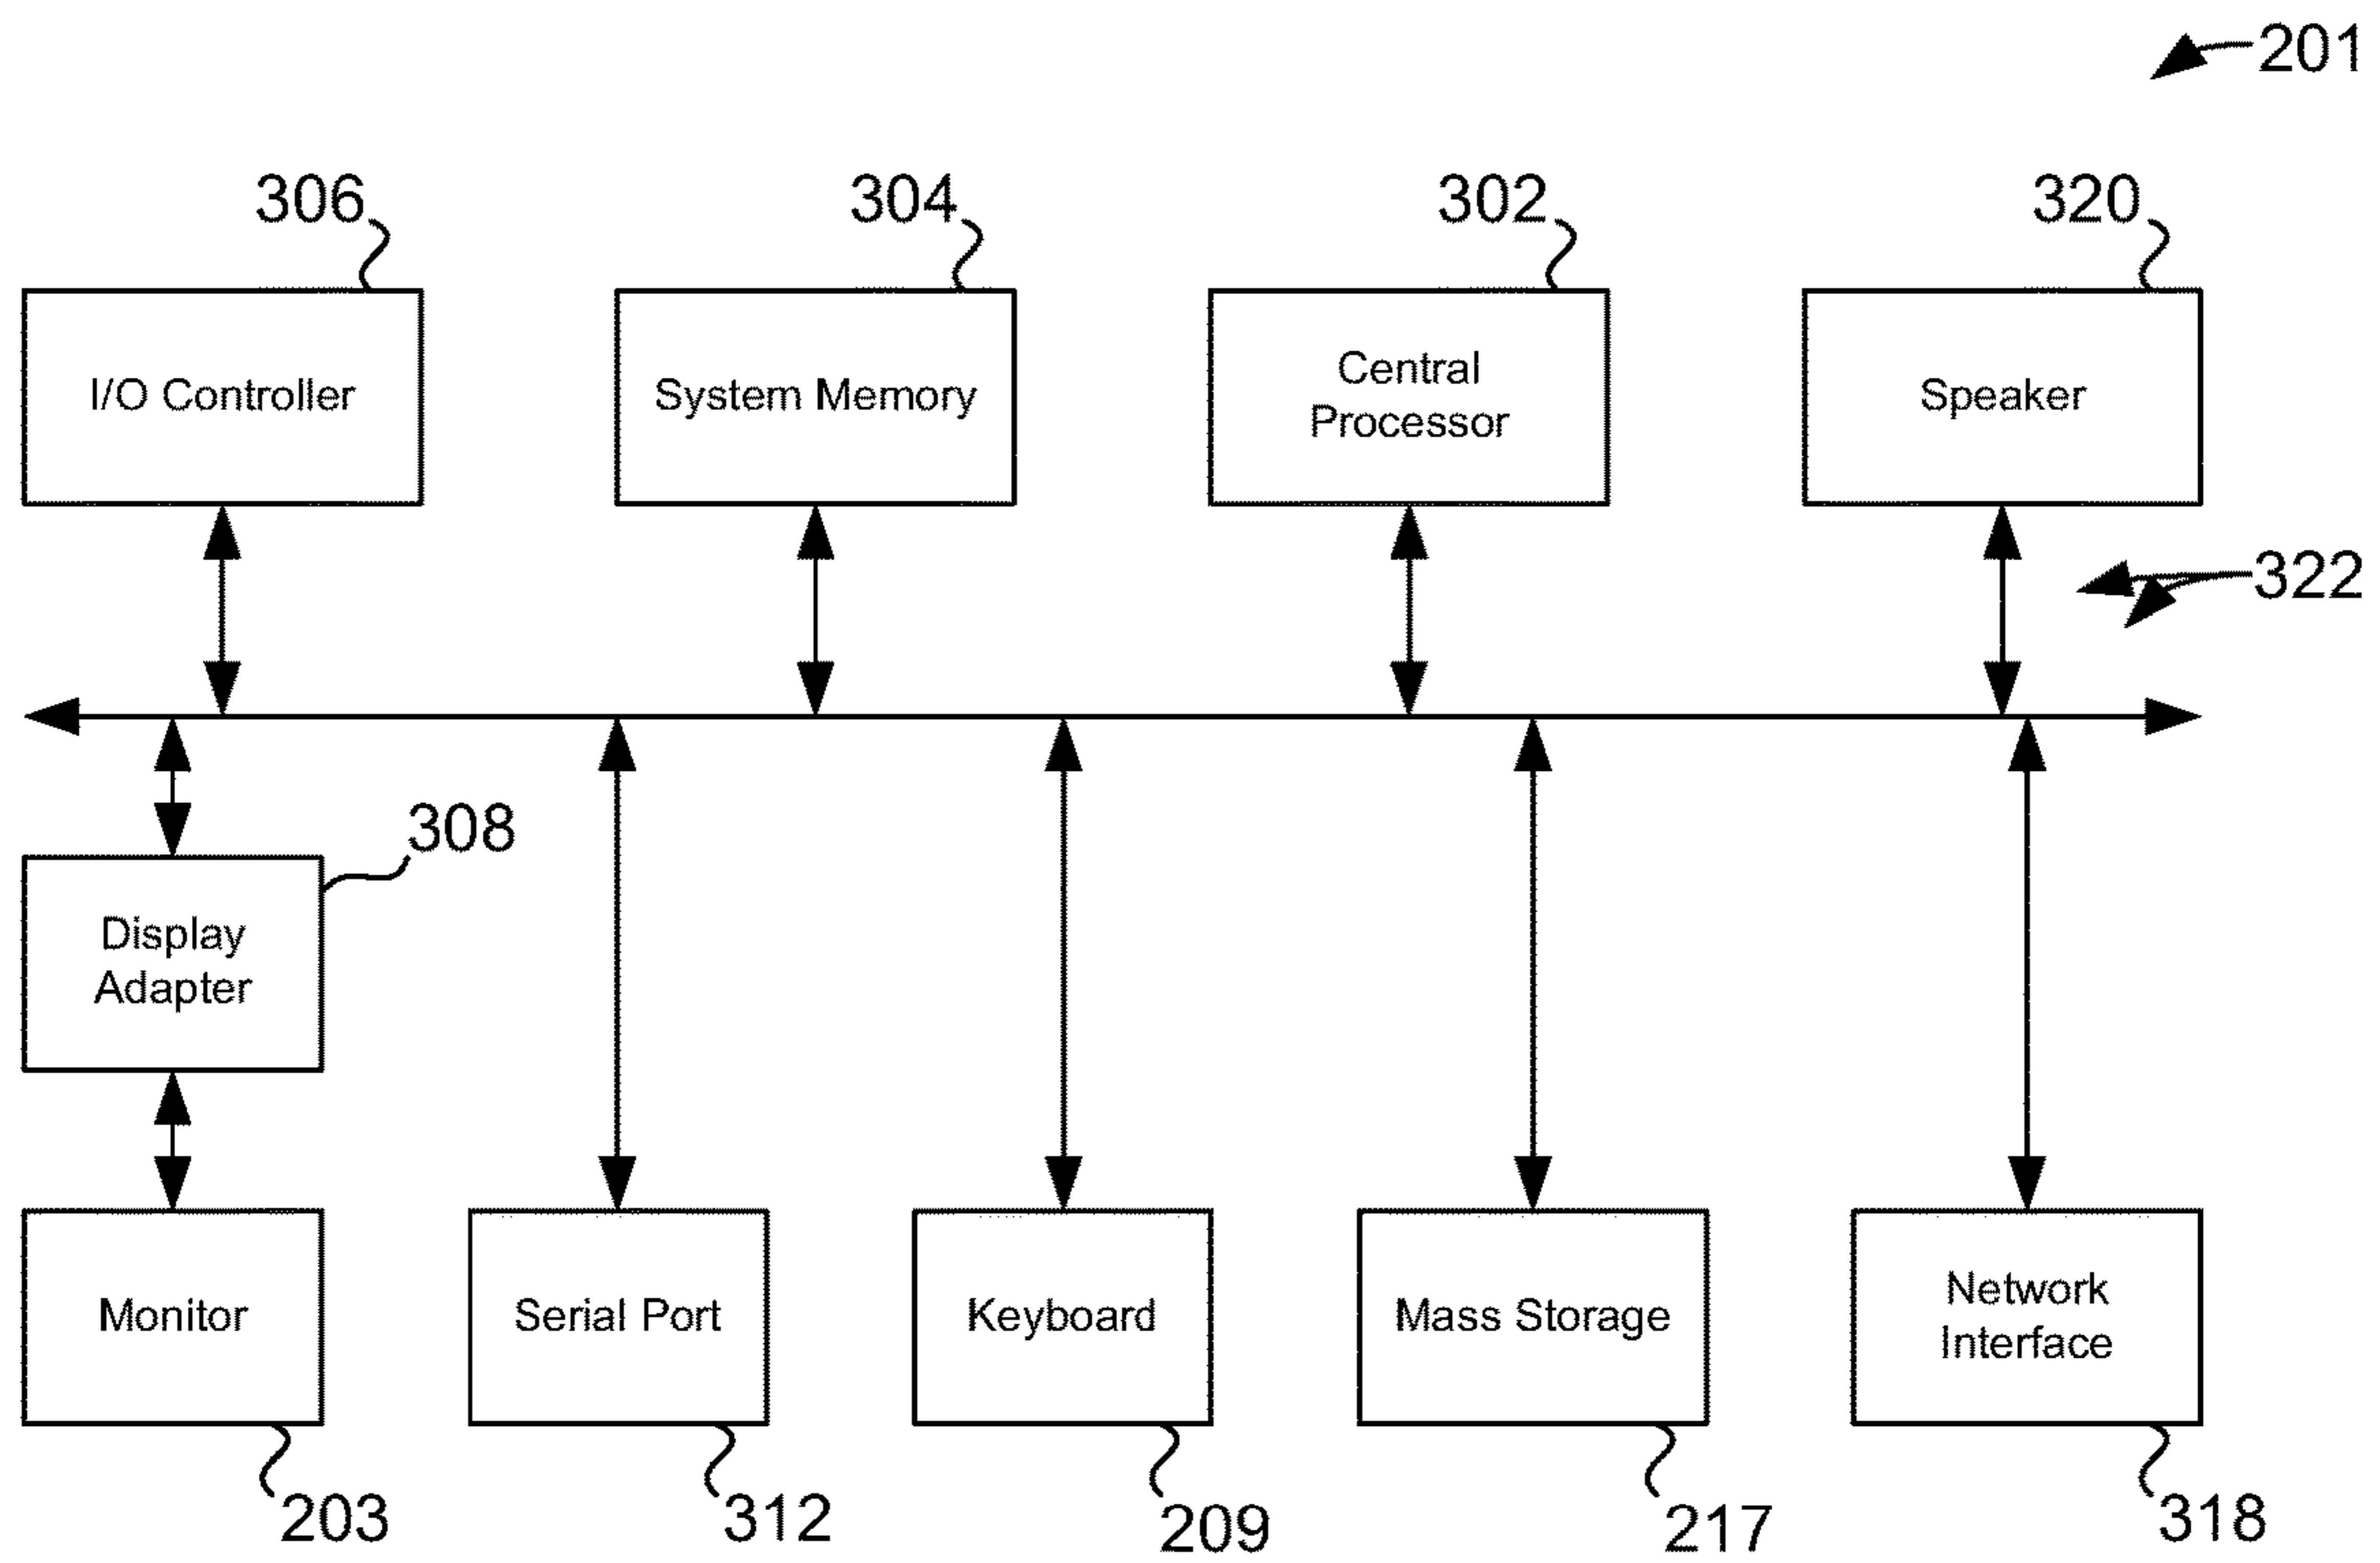 201
306
304
302
320
I/O Controller
System Memory
Central
Processor
Speaker
322
308
Display
Adapter
Monitor
Serial Port
Keyboard
Mass Storage
Network
Interface
203
312
209
217
318